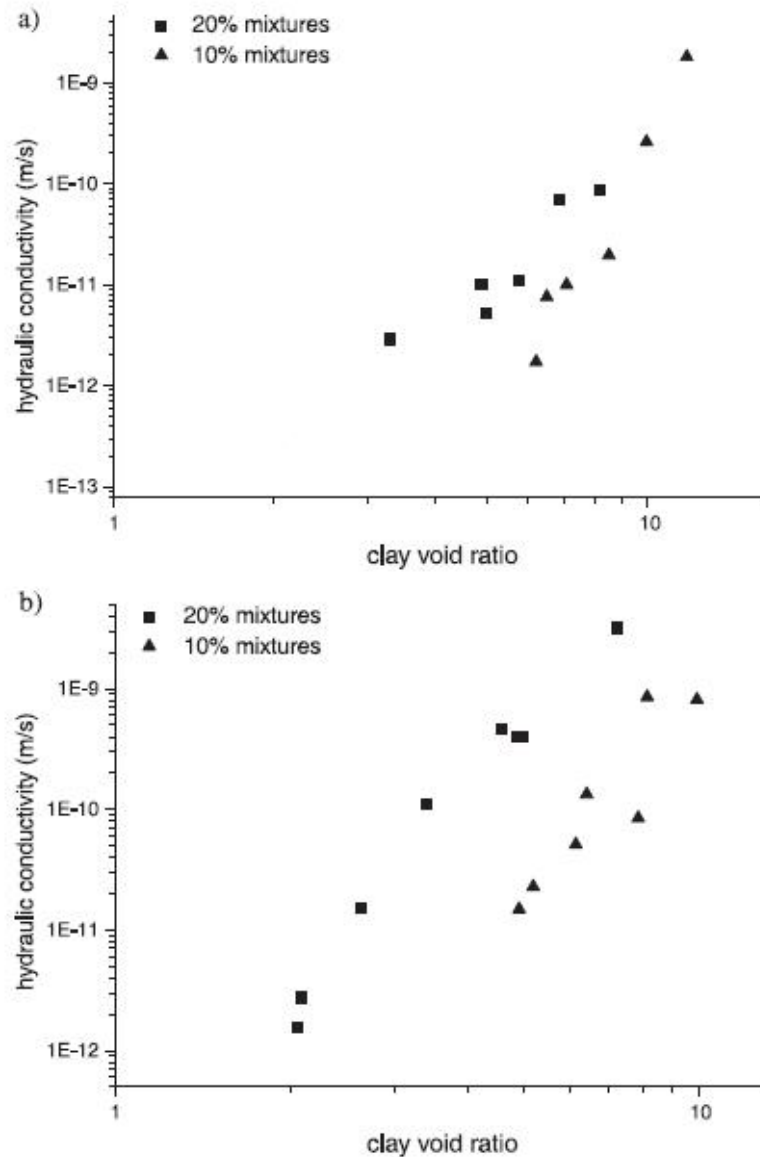 a)
20% mixtures
10% mixtures
1E-9
1E-10
1E-11
1E-12
1E-13
hydraulic conductivity (m/s)
1
10
clay void ratio
b)
20% mixtures
10% mixtures
1E-9
1E-10
1E-11
1E-12
hydraulic conductivity (m/s)
1
10
clay void ratio